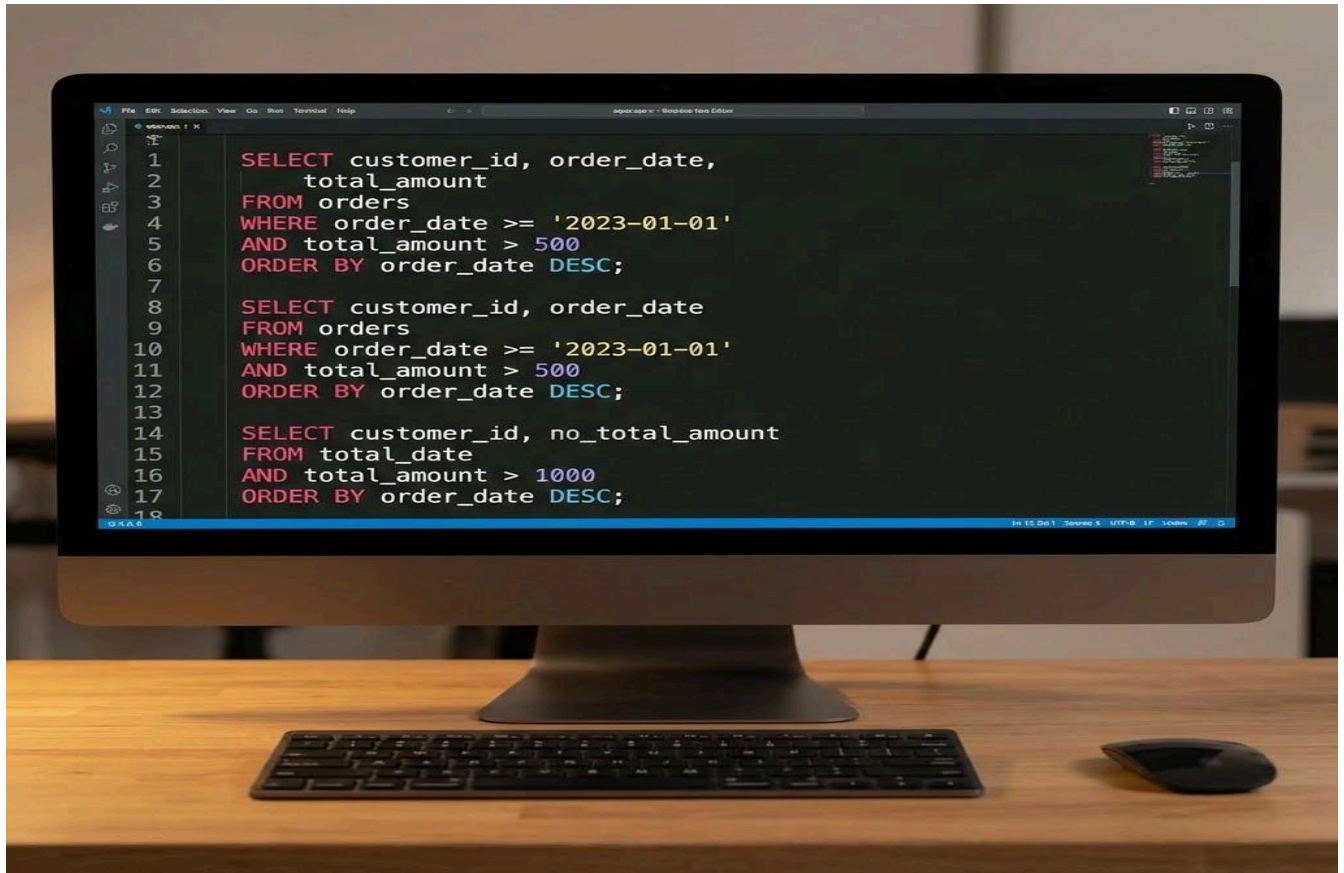 File Edit Selection View Go Run Terminal Help
1 SELECT customer_id, order_date,
2 total_amount
3 FROM orders
4 WHERE order_date >= '2023-01-01'
5 AND total_amount > 500
6 ORDER BY order_date DESC;
7
8 SELECT customer_id, order_date
9 FROM orders
10 WHERE order_date >= '2023-01-01'
11 AND total_amount > 500
12 ORDER BY order_date DESC;
13
14 SELECT customer_id, no_total_amount
15 FROM total_date
16 AND total_amount > 1000
17 ORDER BY order_date DESC;
18
UTF-8